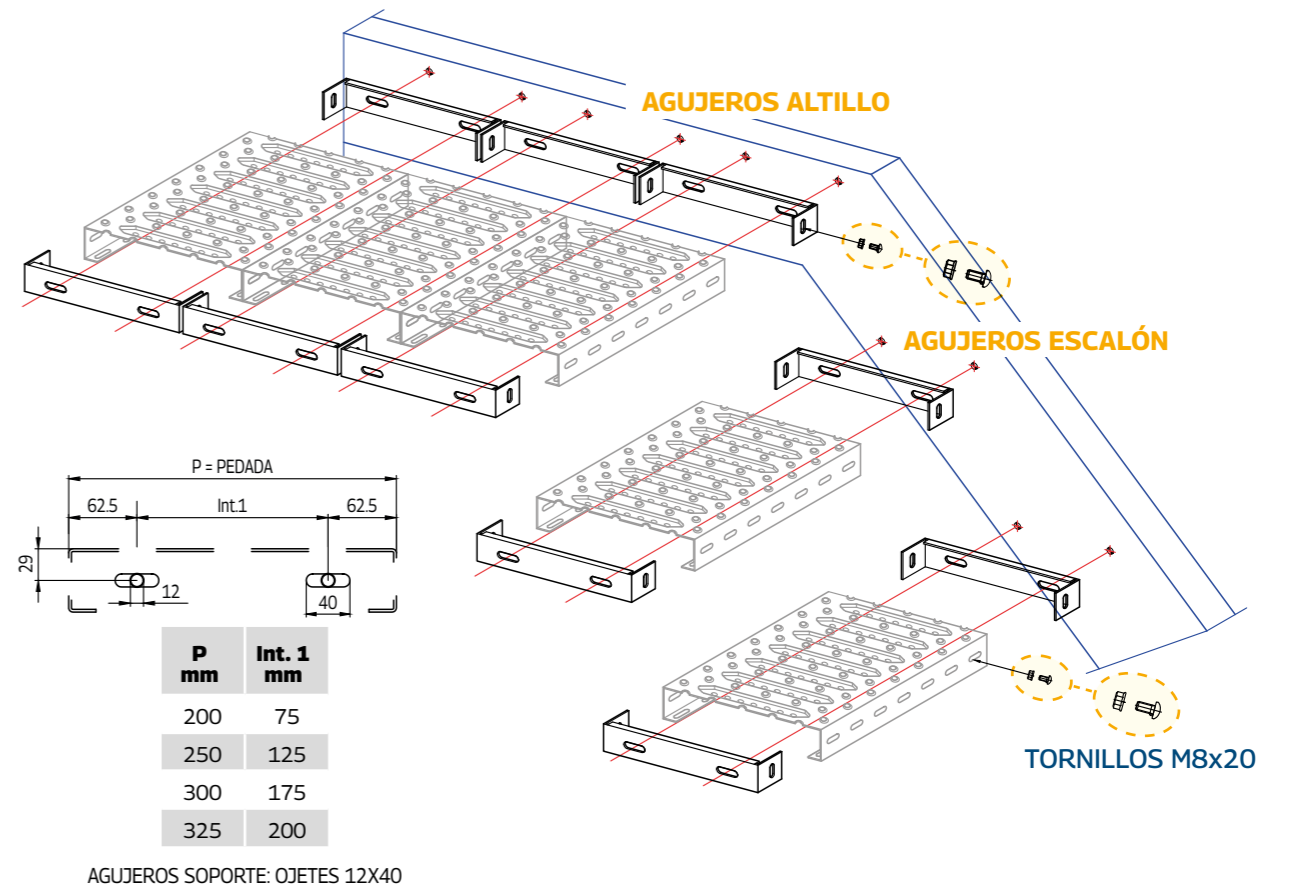 AGUJEROS ALTILLO
AGUJEROS ESCALÓN
P = PEDADA
62.5 Int.1 62.5
29
12
40
P mm Int. 1 mm
200 75
250 125
300 175
325 200
TORNILLOS M8x20
AGUJEROS SOPORTE: OJETES 12X40